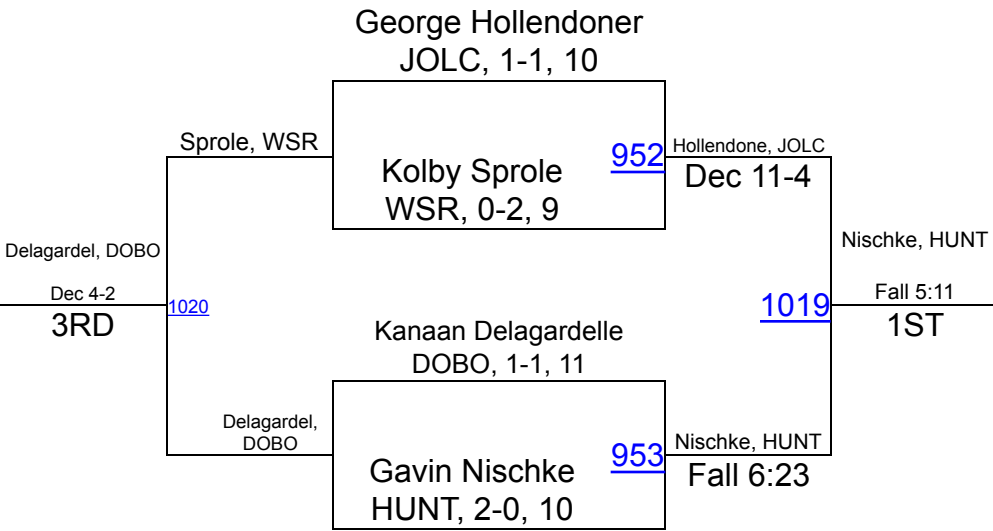 George Hollendoner
JOLC, 1-1, 10
Sprole, WSR
Kolby Sprole
WSR, 0-2, 9
952
Hollendone, JOLC
Dec 11-4
Delagardel, DOBO
Dec 4-2
3RD
1020
Nischke, HUNT
1019
Fall 5:11
1ST
Kanaan Delagardelle
DOBO, 1-1, 11
Delagardel,
DOBO
Gavin Nischke
HUNT, 2-0, 10
953
Nischke, HUNT
Fall 6:23